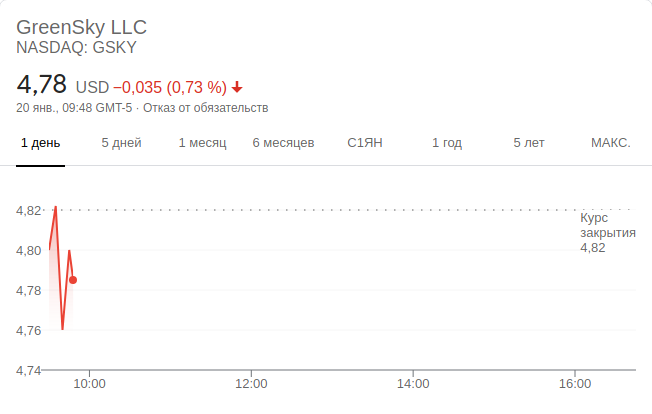 GreenSky LLC
NASDAQ: GSKY
4,78 USD −0,035 (0,73 %)
20 янв., 09:48 GMT-5 · Отказ от обязательств
1 день 5 дней 1 месяц 6 месяцев С1ЯН 1 год 5 лет МАКС.
4,82
Курс
закрытия
4,82
4,80
4,78
4,76
4,74
10:00 12:00 14:00 16:00